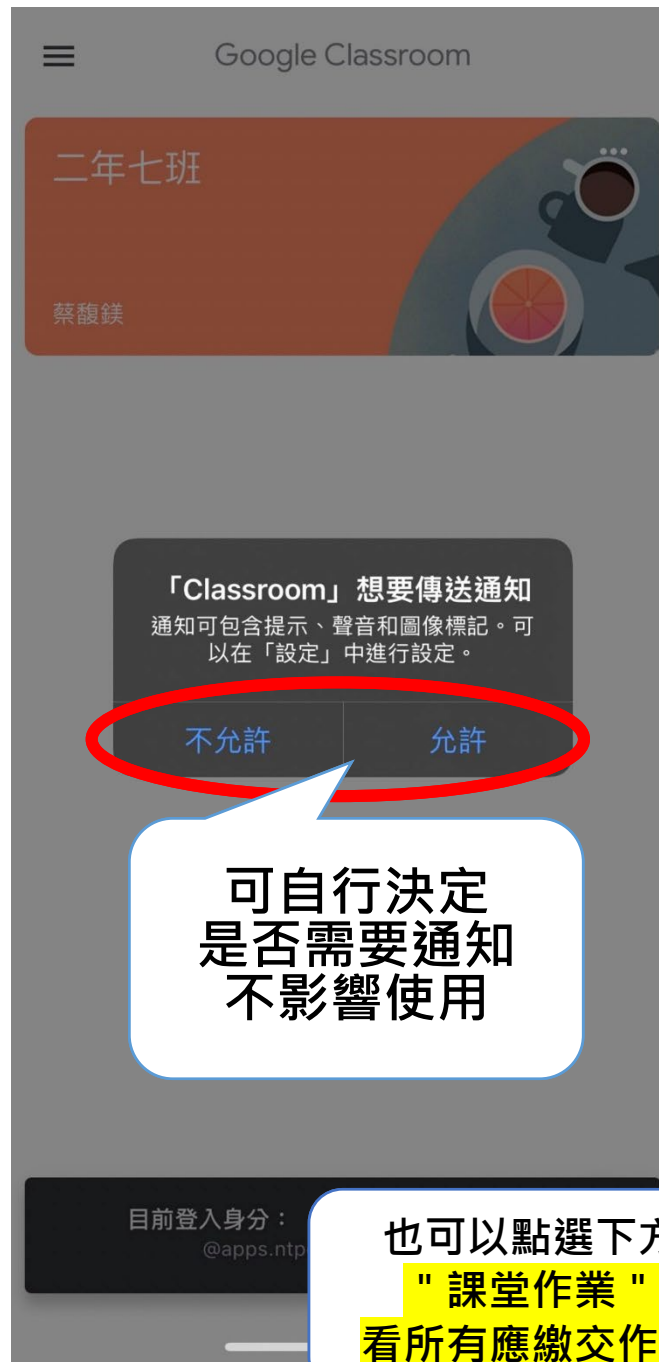 Google Classroom
二年七班
蔡馥鎂
「Classroom」想要傳送通知
通知可包含提示、聲音和圖像標記。可
以在「設定」中進行設定。
不允許
允許
可自行決定
是否需要通知
不影響使用
目前登入身分：
@apps.ntp
也可以點選下方
"課堂作業"
看所有應繳交作